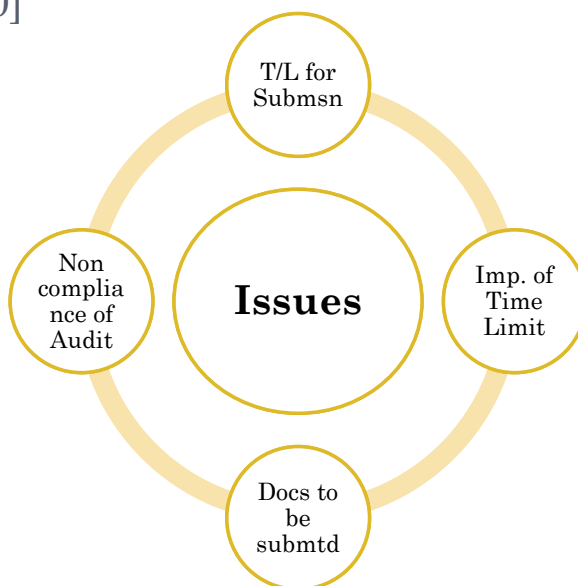 ]
T/L for
Submsn
Non
complia
nce of
Audit
Issues
Imp. of
Time
Limit
Docs to
be
submtd